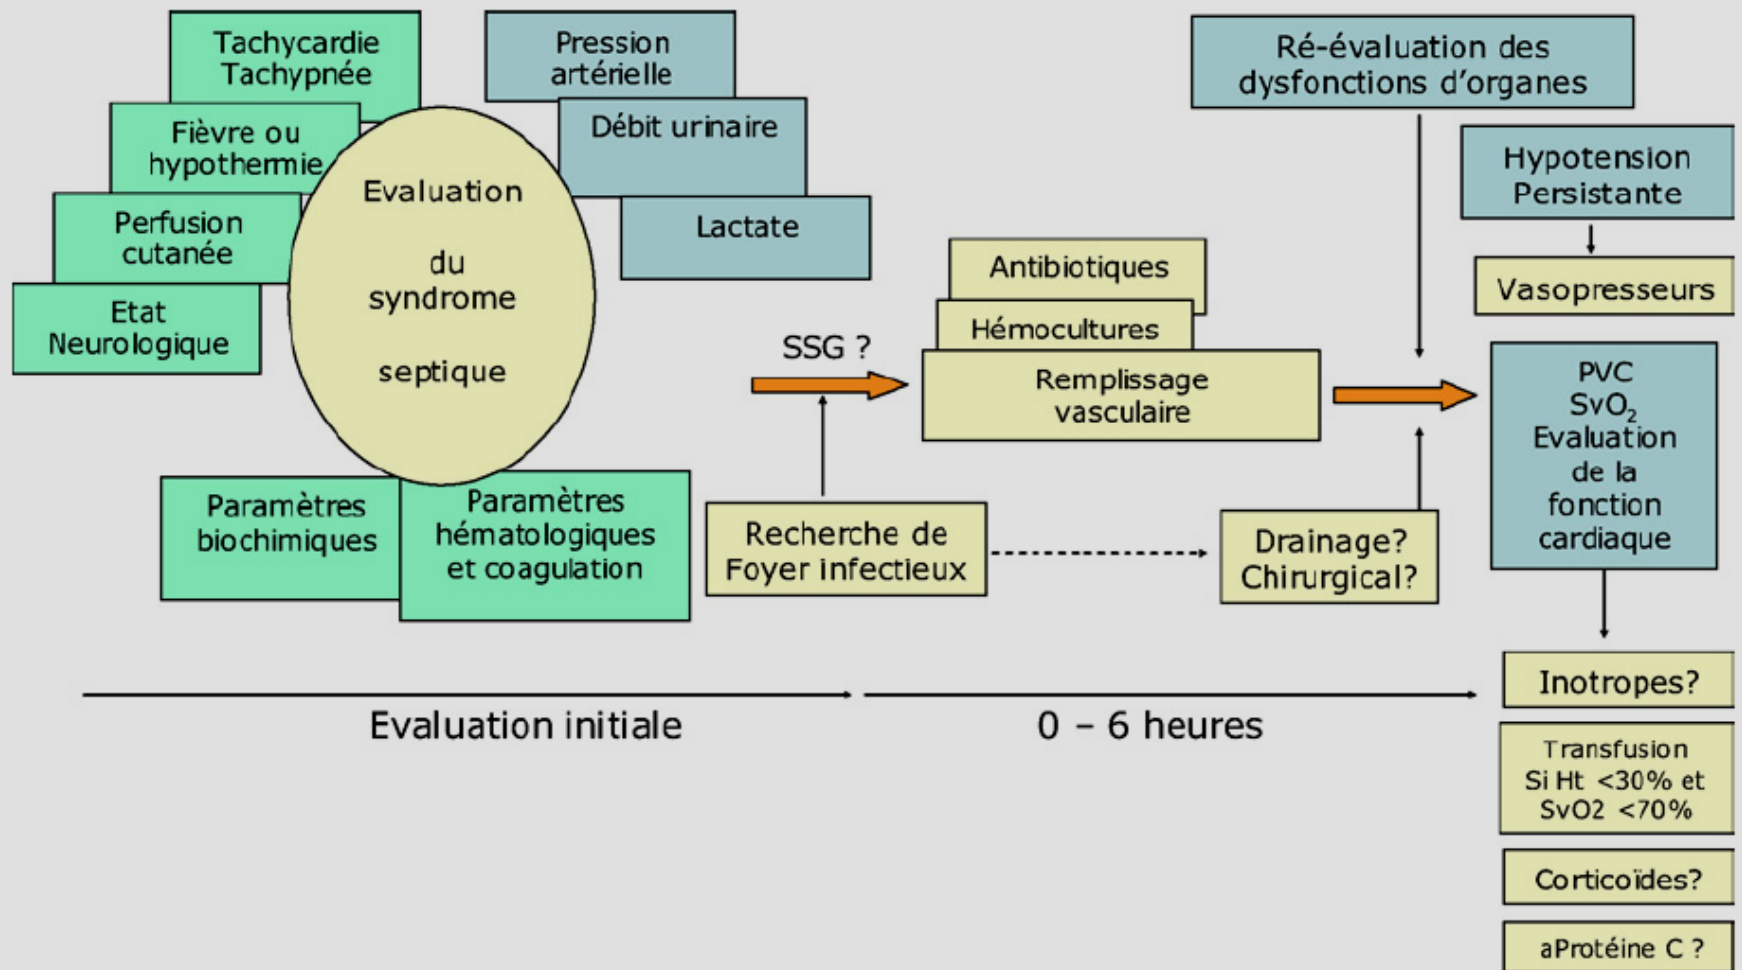 Tachycardie
Tachypnée
Fièvre ou
hypothermie
Perfusion
cutanée
Etat
Neurologique
Evaluation
du
syndrome
septique
Pression
artérielle
Débit urinaire
Lactate
Paramètres
biochimiques
Paramètres
hématologiques
et coagulation
SSG ?
Recherche de
Foyer infectieux
Antibiotiques
Hémocultures
Remplissage
vasculaire
Drainage?
Chirurgical?
Ré-évaluation des
dysfonctions d'organes
Hypotension
Persistante
Vasopresseurs
PVC
SvO₂
Evaluation
de la
fonction
cardiaque
Inotropes?
Transfusion
Si Ht <30% et
SvO2 <70%
Corticoïdes?
aProtéine C ?
Evaluation initiale
0 – 6 heures